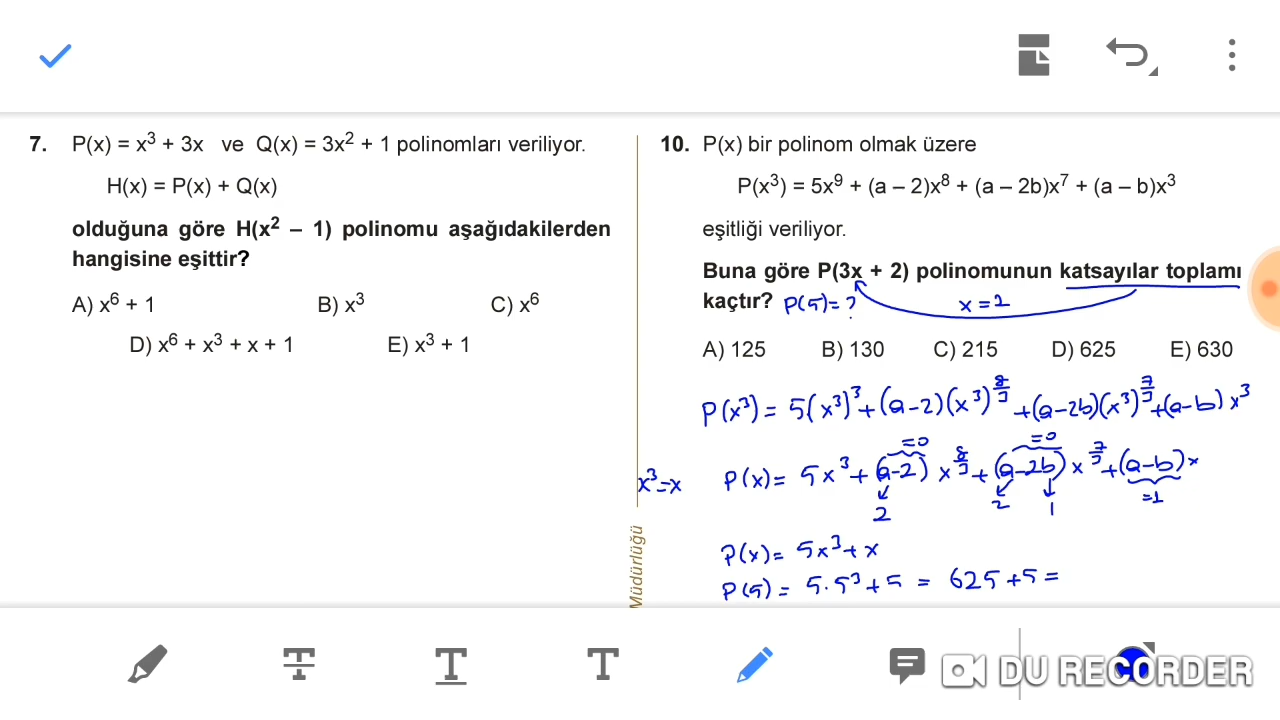 7. P(x) = x³ + 3x ve Q(x) = 3x² + 1 polinomları veriliyor.
H(x) = P(x) + Q(x)
olduğuna göre H(x² – 1) polinomu aşağıdakilerden
hangisine eşittir?
A) x⁶ + 1 B) x³ C) x⁶
D) x⁶ + x³ + x + 1 E) x³ + 1
10. P(x) bir polinom olmak üzere
P(x³) = 5x⁹ + (a – 2)x⁸ + (a – 2b)x⁷ + (a – b)x³
eşitliği veriliyor.
Buna göre P(3x + 2) polinomunun katsayılar toplamı
kaçtır? P(5)=? x=1
A) 125 B) 130 C) 215 D) 625 E) 630
P(x³) = 5(x³)³+(a-2)(x³)^8/3+(a-2b)(x³)^7/3+(a-b)x³
=0 =0
x³=x P(x)= 5x³+(a-2)x^8/3+(a-2b)x^7/3+(a-b)x
2 2 1 =1
P(x)= 5x³+x
P(5)= 5.5³+5 = 625+5=
Müdürlüğü
T T T
DU RECORDER